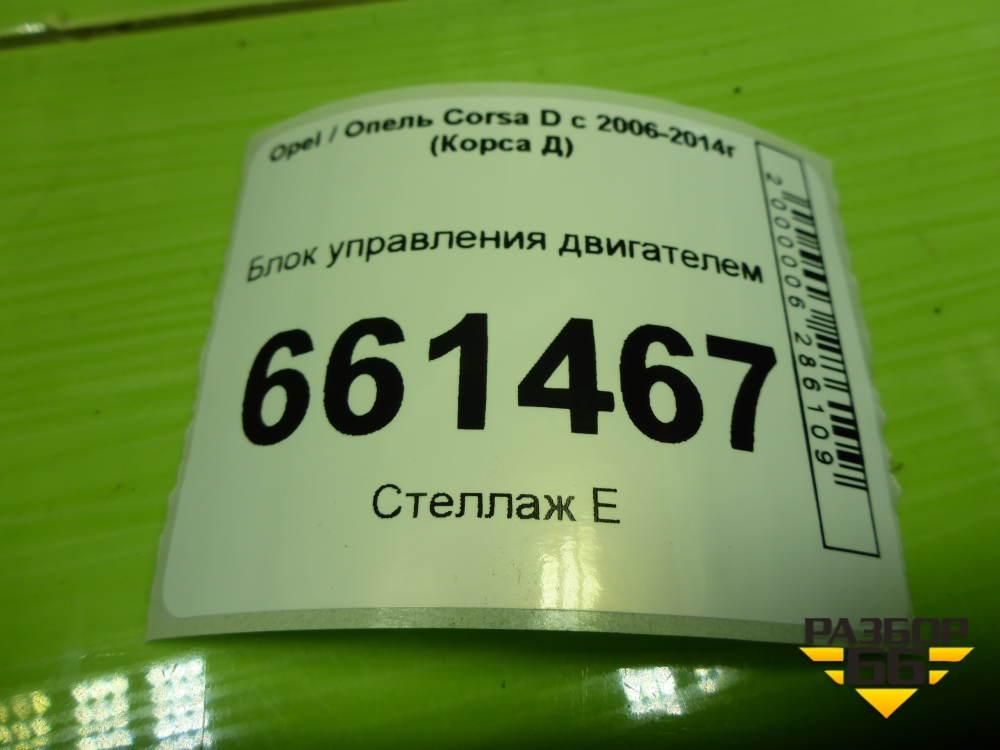 Opel / Опель Corsa D с 2006-2014г
(Корса Д)
Блок управления двигателем
661467
Стеллаж Е
2000006286109
РАЗБОР
66